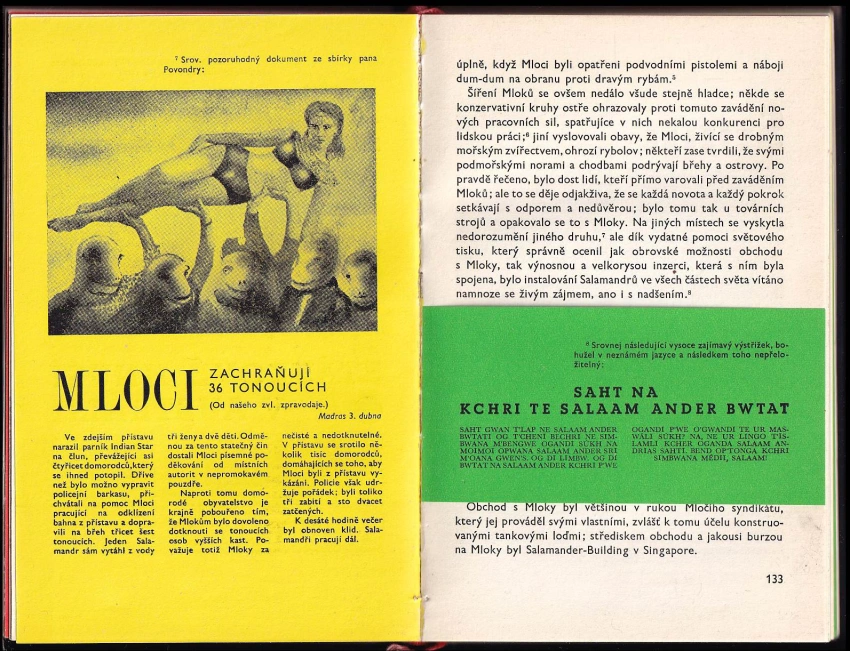 ⁷ Srov. pozoruhodný dokument ze sbírky pana
Povondry:
MLOCI
ZACHRAŇUJÍ
36 TONOUCÍCH
(Od našeho zvl. zpravodaje.)
Madras 3. dubna
Ve zdejším přístavu
narazil parník Indian Star
na člun, převážející asi
čtyřicet domorodců,který
se ihned potopil. Dříve
než bylo možno vypravit
policejní barkasu, při-
chvátali na pomoc Mloci
pracující na odklízení
bahna z přístavu a dopra-
vili na břeh třicet šest
tonoucích. Jeden Sala-
mandr sám vytáhl z vody
tři ženy a dvě děti. Odmě-
nou za tento statečný čin
dostali Mloci písemné po-
děkování od místních
autorit v nepromokavém
pouzdře.
Naproti tomu domo-
rodé obyvatelstvo je
krajně pobouřeno tím,
že Mlokům bylo dovoleno
dotknouti se tonoucích
osob vyšších kast. Po-
važuje totiž Mloky za
nečisté a nedotknutelné.
V přístavu se srotilo ně-
kolik tisíc domorodců,
domáhajících se toho, aby
Mloci byli z přístavu vy-
kázáni. Policie však udr-
žuje pořádek; byli toliko
tři zabiti a sto dvacet
zatčených.
K desáté hodině večer
byl obnoven klid. Sala-
mandři pracují dál.
úplně, když Mloci byli opatřeni podvodními pistolemi a náboji
dum-dum na obranu proti dravým rybám.⁵
Šíření Mloků se ovšem nedálo všude stejně hladce; někde se
konzervativní kruhy ostře ohrazovaly proti tomuto zavádění no-
vých pracovních sil, spatřujíce v nich nekalou konkurenci pro
lidskou práci;⁶ jiní vyslovovali obavy, že Mloci, živící se drobným
mořským zvířectvem,ohrozí rybolov; někteří zase tvrdili, že svými
podmořskými norami a chodbami podrývají břehy a ostrovy. Po
pravdě řečeno, bylo dost lidí, kteří přímo varovali před zaváděním
Mloků; ale to se děje odjakživa, že se každá novota a každý pokrok
setkávají s odporem a nedůvěrou; bylo tomu tak u továrních
strojů a opakovalo se to s Mloky. Na jiných místech se vyskytla
nedorozumění jiného druhu,⁷ ale dík vydatné pomoci světového
tisku, který správně ocenil jak obrovské možnosti obchodu
s Mloky, tak výnosnou a velkorysou inzerci, která s ním byla
spojena, bylo instalování Salamandrů ve všech částech světa vítáno
namnoze se živým zájmem, ano i s nadšením.⁸
⁶ Srovnej následující vysoce zajímavý výstřižek, bo-
hužel v neznámém jazyce a následkem toho nepřelo-
žitelný:
SAHT NA
KCHRI TE SALAAM ANDER BWTAT
SAHT GWAN T'LAP NE SALAAM ANDER
BWTATI OG T'CHENI BECHRI NE SIM-
BWANA M'BENGWE OGANDI SUKH NA
MOIMOI OPWANA SALAAM ANDER SRI
M'OANA GWEN'S. OG DI LIMBW. OG DI
BWTAT NA SALAAM ANDER KCHRI P'WE
OGANDI P'WE O'GWANDI TE UR MAS-
WÁLI SUKH? NA, NE UR LINGO T'IS-
LAMLI KCHER OGANDA SALAAM AN-
DRIAS SAHTI. BEND OP'TONGA KCHRI
SIMBWANA MÉDII, SALAAM!
Obchod s Mloky byl většinou v rukou Mločího syndikátu,
který jej prováděl svými vlastními, zvlášť k tomu účelu konstruo-
vanými tankovými loďmi; střediskem obchodu a jakousi burzou
na Mloky byl Salamander-Building v Singapore.
133